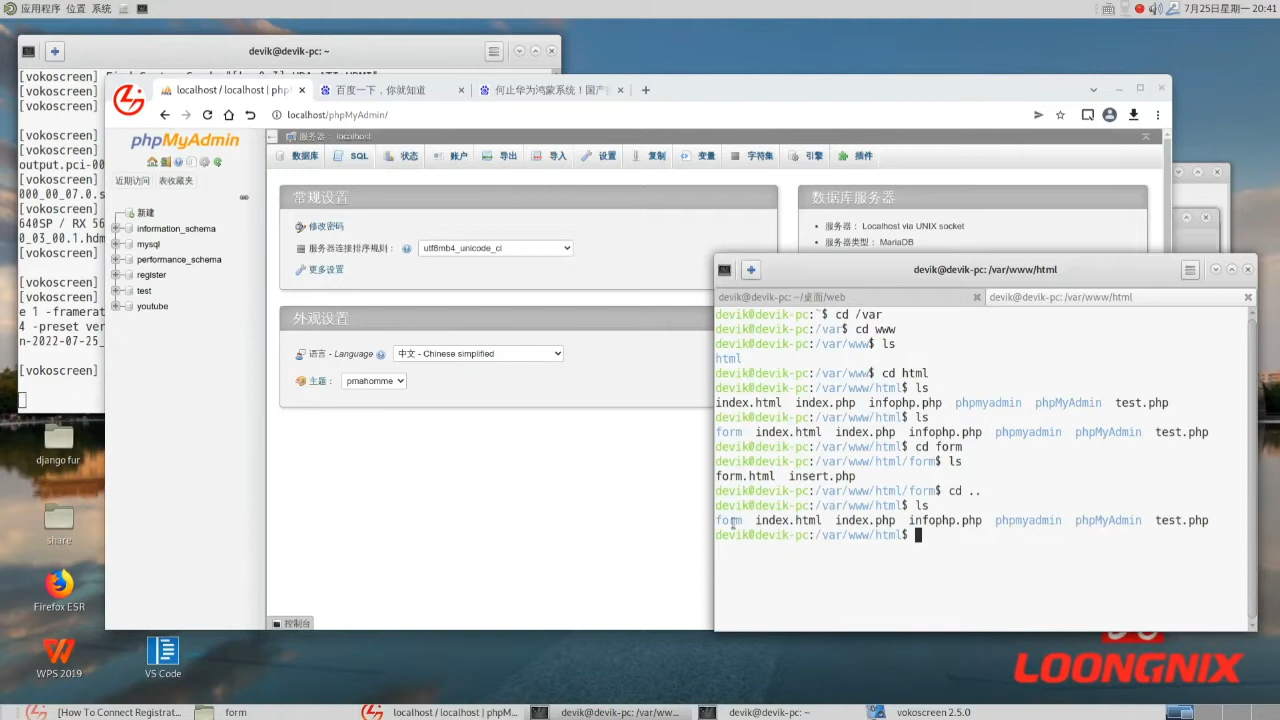 应用程序 位置 系统
7月25日星期一 20:41
devik@devik-pc: ~
[vokoscreen]
[vokoscreen]
[vokoscreen]
[vokoscreen]
[vokoscreen]
output.pci-00
[vokoscreen]
000_00_07.0.s
[vokoscreen]
640SP / RX 56
0_03_00.1.hdm
[vokoscreen]
[vokoscreen]
e 1 -framerat
4 -preset ver
n-2022-07-25_
[vokoscreen]
localhost / localhost | php
百度一下，你就知道
何止华为鸿蒙系统！国产
localhost/phpMyAdmin/
phpMyAdmin
近期访问 表收藏夹
新建
information_schema
mysql
performance_schema
register
test
youtube
服务器： localhost
数据库 SQL 状态 账户 导出 导入 设置 复制 变量 字符集 引擎 插件
常规设置
修改密码
服务器连接排序规则： utf8mb4_unicode_ci
更多设置
外观设置
语言 - Language 中文 - Chinese simplified
主题： pmahomme
数据库服务器
服务器： Localhost via UNIX socket
服务器类型： MariaDB
控制台
devik@devik-pc: /var/www/html
devik@devik-pc: ~/桌面/web
devik@devik-pc: /var/www/html
devik@devik-pc:~$ cd /var
devik@devik-pc:/var$ cd www
devik@devik-pc:/var/www$ ls
html
devik@devik-pc:/var/www$ cd html
devik@devik-pc:/var/www/html$ ls
index.html index.php infophp.php phpmyadmin phpMyAdmin test.php
devik@devik-pc:/var/www/html$ ls
form index.html index.php infophp.php phpmyadmin phpMyAdmin test.php
devik@devik-pc:/var/www/html$ cd form
devik@devik-pc:/var/www/html/form$ ls
form.html insert.php
devik@devik-pc:/var/www/html/form$ cd ..
devik@devik-pc:/var/www/html$ ls
form index.html index.php infophp.php phpmyadmin phpMyAdmin test.php
devik@devik-pc:/var/www/html$
django fur
share
Firefox ESR
WPS 2019
VS Code
LOONGNIX
[How To Connect Registrat...
form
localhost / localhost | phpM...
devik@devik-pc: /var/ww...
devik@devik-pc: ~
vokoscreen 2.5.0